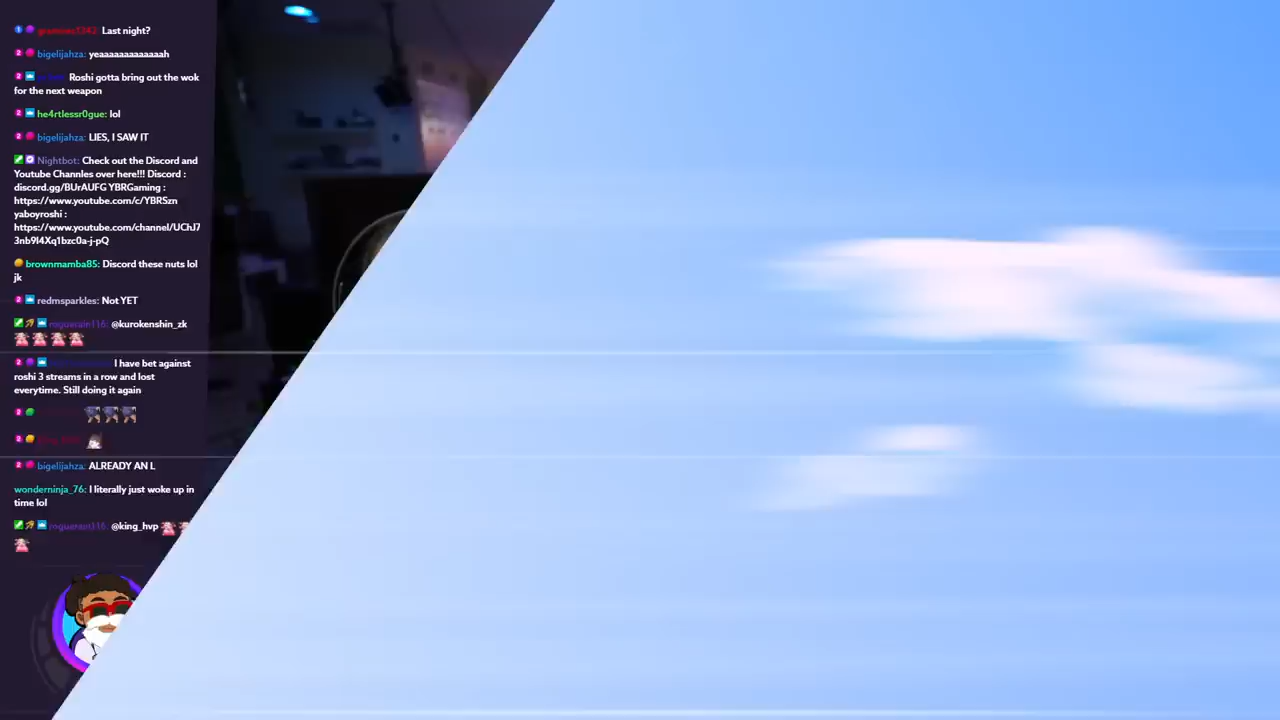 Last night?
bigelijahza: yeaaaaaaaaaaaaah
Roshi gotta bring out the wok
for the next weapon
he4rtlessr0gue: lol
bigelijahza: LIES, I SAW IT
Nightbot: Check out the Discord and
Youtube Channles over here!!! Discord :
discord.gg/BUrAUFG YBRGaming :
https://www.youtube.com/c/YBRSzn
yaboyroshi :
https://www.youtube.com/channel/UChJ7
3nb9I4Xq1bzc0a-j-pQ
brownmamba85: Discord these nuts lol
jk
redmsparkles: Not YET
@kurokenshin_zk
I have bet against
roshi 3 streams in a row and lost
everytime. Still doing it again
bigelijahza: ALREADY AN L
wonderninja_76: I literally just woke up in
time lol
@king_hvp